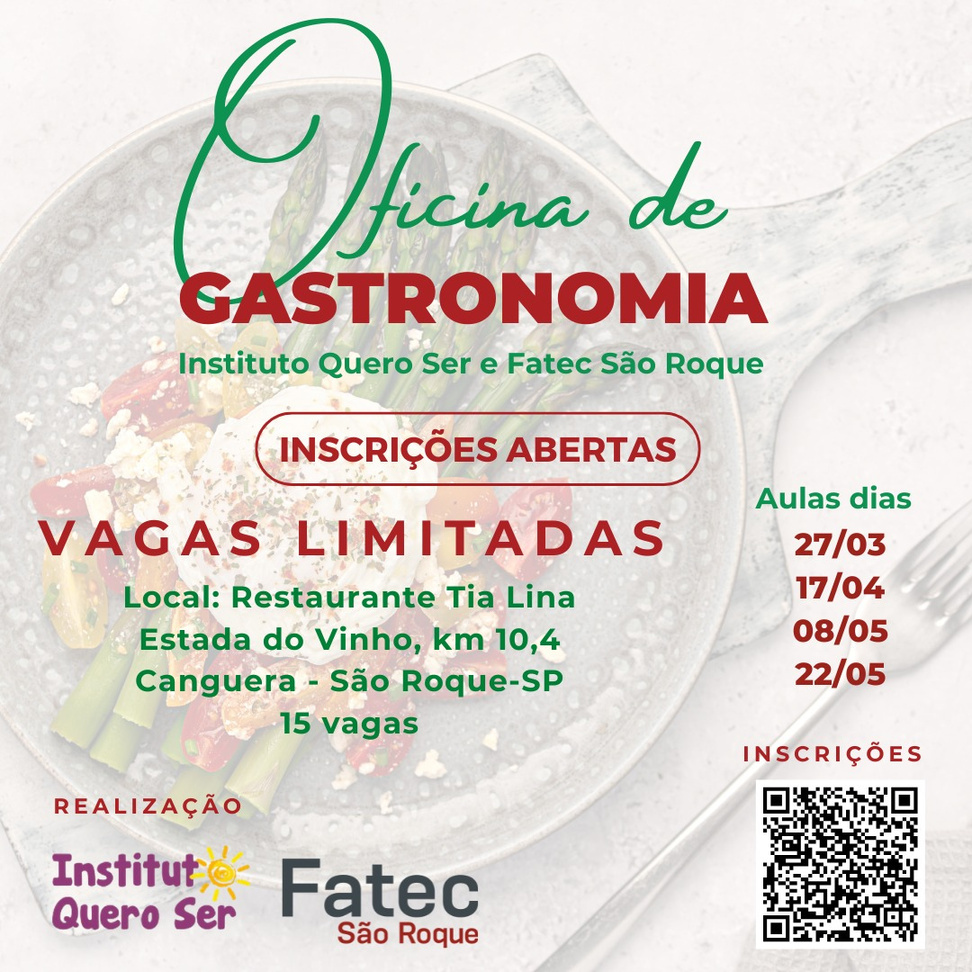 Oficina de
GASTRONOMIA
Instituto Quero Ser e Fatec São Roque
INSCRIÇÕES ABERTAS
VAGAS LIMITADAS
Local: Restaurante Tia Lina
Estada do Vinho, km 10,4
Canguera - São Roque-SP
15 vagas
Aulas dias
27/03
17/04
08/05
22/05
INSCRIÇÕES
REALIZAÇÃO
Instituto
Quero Ser
Fatec
São Roque